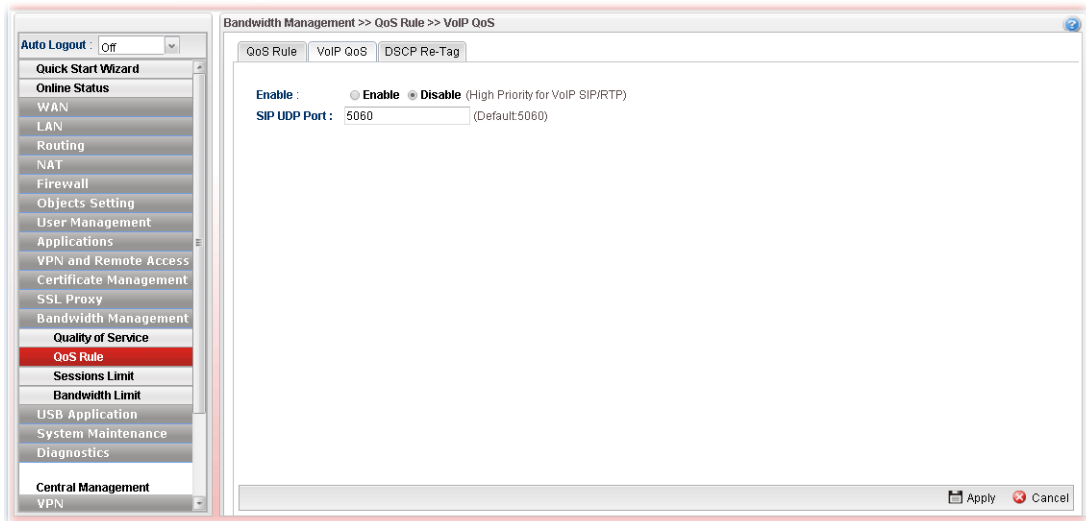 Bandwidth Management >> QoS Rule >> VoIP QoS
Auto Logout : Off
Quick Start Wizard
Online Status
WAN
LAN
Routing
NAT
Firewall
Objects Setting
User Management
Applications
VPN and Remote Access
Certificate Management
SSL Proxy
Bandwidth Management
Quality of Service
QoS Rule
Sessions Limit
Bandwidth Limit
USB Application
System Maintenance
Diagnostics
Central Management
VPN
QoS Rule VoIP QoS DSCP Re-Tag
Enable : Enable Disable (High Priority for VoIP SIP/RTP)
SIP UDP Port : 5060 (Default:5060)
Apply Cancel